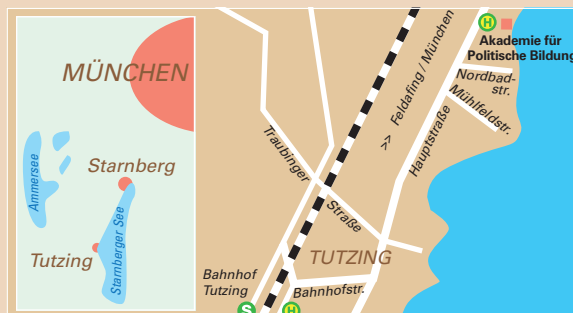 MÜNCHEN
Ammersee
Starnberg
Starnberger See
Tutzing
H
Akademie für
Politische Bildung
Nordbad-
str.
Mühlfeldstr.
Feldafing / München
>>
Hauptstraße
Traubinger
Straße
TUTZING
Bahnhof
Tutzing
Bahnhofstr.
S
H